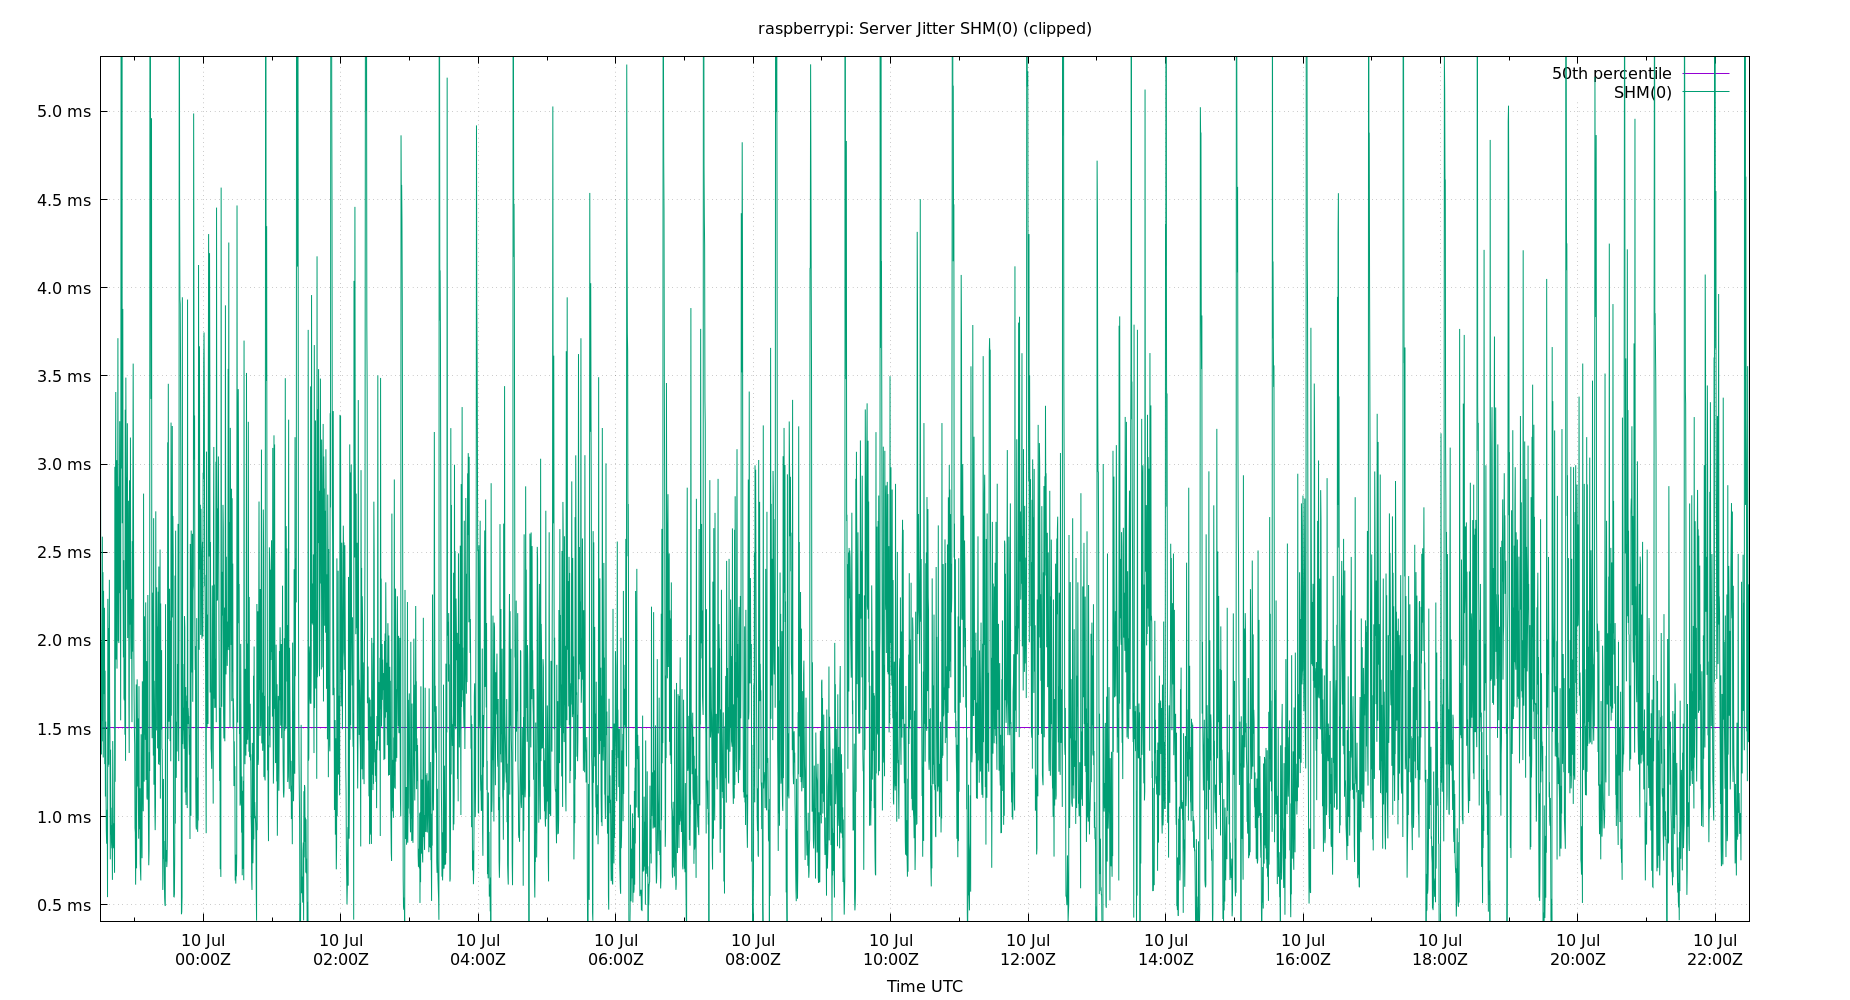 raspberrypi: Server Jitter SHM(0) (clipped)
50th percentile
SHM(0)
5.0 ms
4.5 ms
4.0 ms
3.5 ms
3.0 ms
2.5 ms
2.0 ms
1.5 ms
1.0 ms
0.5 ms
10 Jul 10 Jul 10 Jul 10 Jul 10 Jul 10 Jul 10 Jul 10 Jul 10 Jul 10 Jul 10 Jul 10 Jul
00:00Z 02:00Z 04:00Z 06:00Z 08:00Z 10:00Z 12:00Z 14:00Z 16:00Z 18:00Z 20:00Z 22:00Z
Time UTC